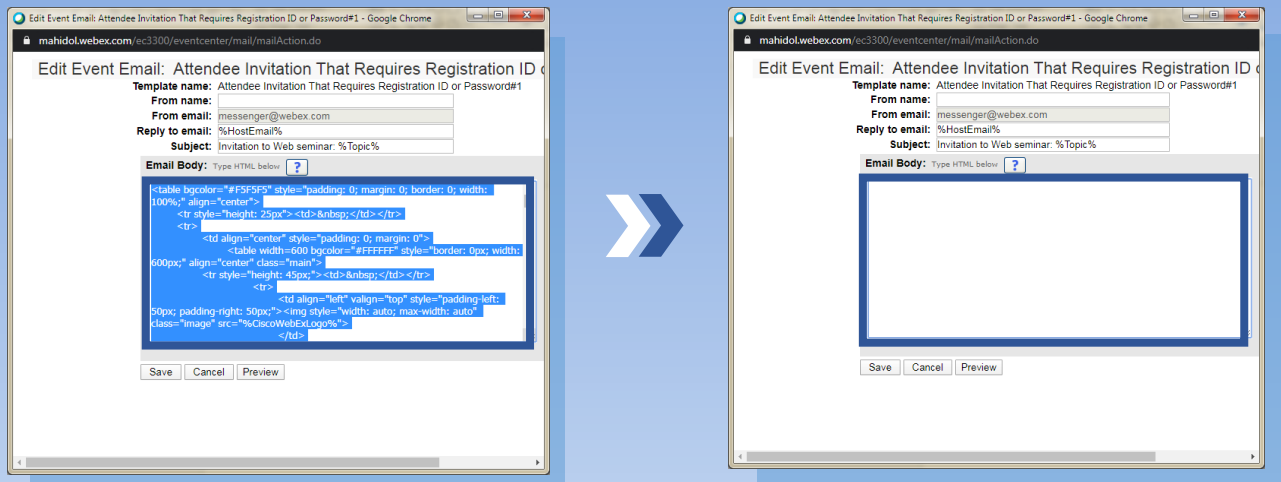 Edit Event Email: Attendee Invitation That Requires Registration ID or Password#1 - Google Chrome
mahidol.webex.com/ec3300/eventcenter/mail/mailAction.do
Edit Event Email:  Attendee Invitation That Requires Registration ID
Template name: Attendee Invitation That Requires Registration ID or Password#1
From name:
From email: messenger@webex.com
Reply to email: %HostEmail%
Subject: Invitation to Web seminar: %Topic%
Email Body: Type HTML below ?
<table bgcolor="#F5F5F5" style="padding: 0; margin: 0; border: 0; width:
100%;" align="center">
<tr style="height: 25px"><td>&nbsp;</td></tr>
<tr>
<td align="center" style="padding: 0; margin: 0">
<table width=600 bgcolor="#FFFFFF" style="border: 0px; width:
600px;" align="center" class="main">
<tr style="height: 45px;"><td>&nbsp;</td></tr>
<tr>
<td align="left" valign="top" style="padding-left:
50px; padding-right: 50px;"><img style="width: auto; max-width: auto"
class="image" src="%CiscoWebExLogo%">
</td>
Save Cancel Preview
Edit Event Email: Attendee Invitation That Requires Registration ID or Password#1 - Google Chrome
mahidol.webex.com/ec3300/eventcenter/mail/mailAction.do
Edit Event Email:  Attendee Invitation That Requires Registration ID
Template name: Attendee Invitation That Requires Registration ID or Password#1
From name:
From email: messenger@webex.com
Reply to email: %HostEmail%
Subject: Invitation to Web seminar: %Topic%
Email Body: Type HTML below ?
Save Cancel Preview